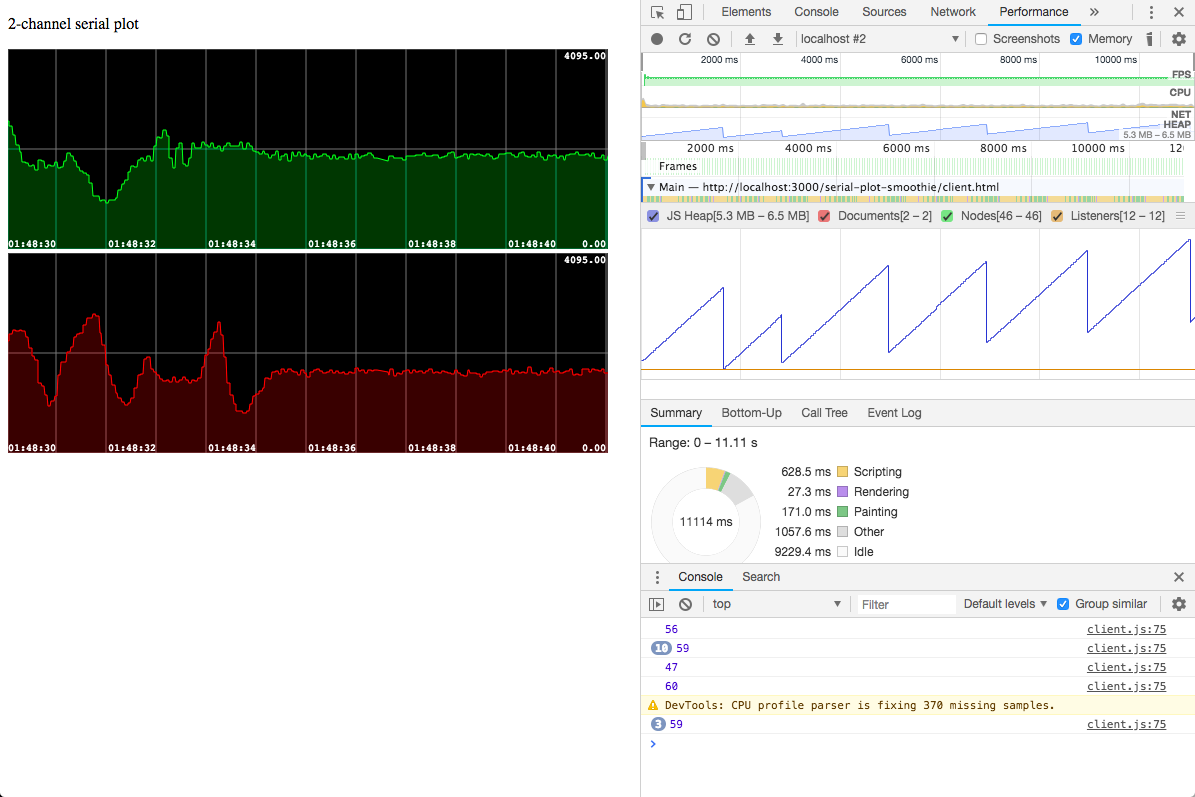 2-channel serial plot
4095.00
01:48:30 01:48:32 01:48:34 01:48:36 01:48:38 01:48:40 0.00
4095.00
01:48:30 01:48:32 01:48:34 01:48:36 01:48:38 01:48:40 0.00
Elements Console Sources Network Performance »
localhost #2 Screenshots Memory
2000 ms 4000 ms 6000 ms 8000 ms 10000 ms
FPS
CPU
NET
HEAP
5.3 MB – 6.5 MB
2000 ms 4000 ms 6000 ms 8000 ms 10000 ms 12
Frames
Main — http://localhost:3000/serial-plot-smoothie/client.html
JS Heap[5.3 MB – 6.5 MB] Documents[2 – 2] Nodes[46 – 46] Listeners[12 – 12]
Summary Bottom-Up Call Tree Event Log
Range: 0 – 11.11 s
11114 ms
628.5 ms Scripting
27.3 ms Rendering
171.0 ms Painting
1057.6 ms Other
9229.4 ms Idle
Console Search
top Filter Default levels Group similar
56 client.js:75
10 59 client.js:75
47 client.js:75
60 client.js:75
DevTools: CPU profile parser is fixing 370 missing samples.
3 59 client.js:75